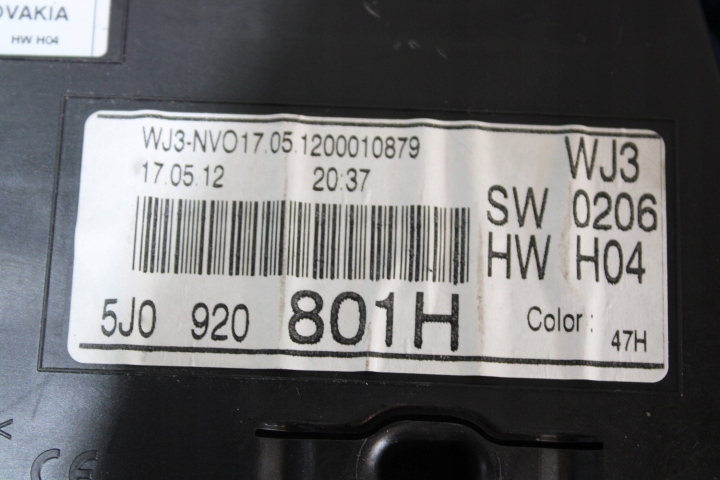 HW H04
WJ3-NVO17.05.1200010879
17.05.12 20:37
WJ3
SW 0206
HW H04
5J0 920 801H
Color : 47H
CE